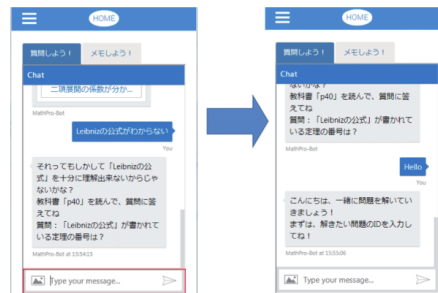 HOME
質問しよう！
メモしよう！
Chat
二項展開の係数が分か...
MathPro-Bot
Leibnizの公式がわからない
You
それってもしかして「Leibnizの公
式」を十分に理解出来ないからじゃ
ないかな？
教科書「p40」を読んで、質問に答
えてね
質問：「Leibnizの公式」が書かれて
いる定理の番号は？
MathPro-Bot at 15:54:15
Type your message...
HOME
質問しよう！
メモしよう！
Chat
ないかな？
教科書「p40」を読んで、質問に答
えてね
質問：「Leibnizの公式」が書かれて
いる定理の番号は？
MathPro-Bot
Hello
You
こんにちは、一緒に問題を解いてい
きましょう！
まずは、解きたい問題のIDを入力し
てね！
MathPro-Bot at 15:55:06
Type your message...